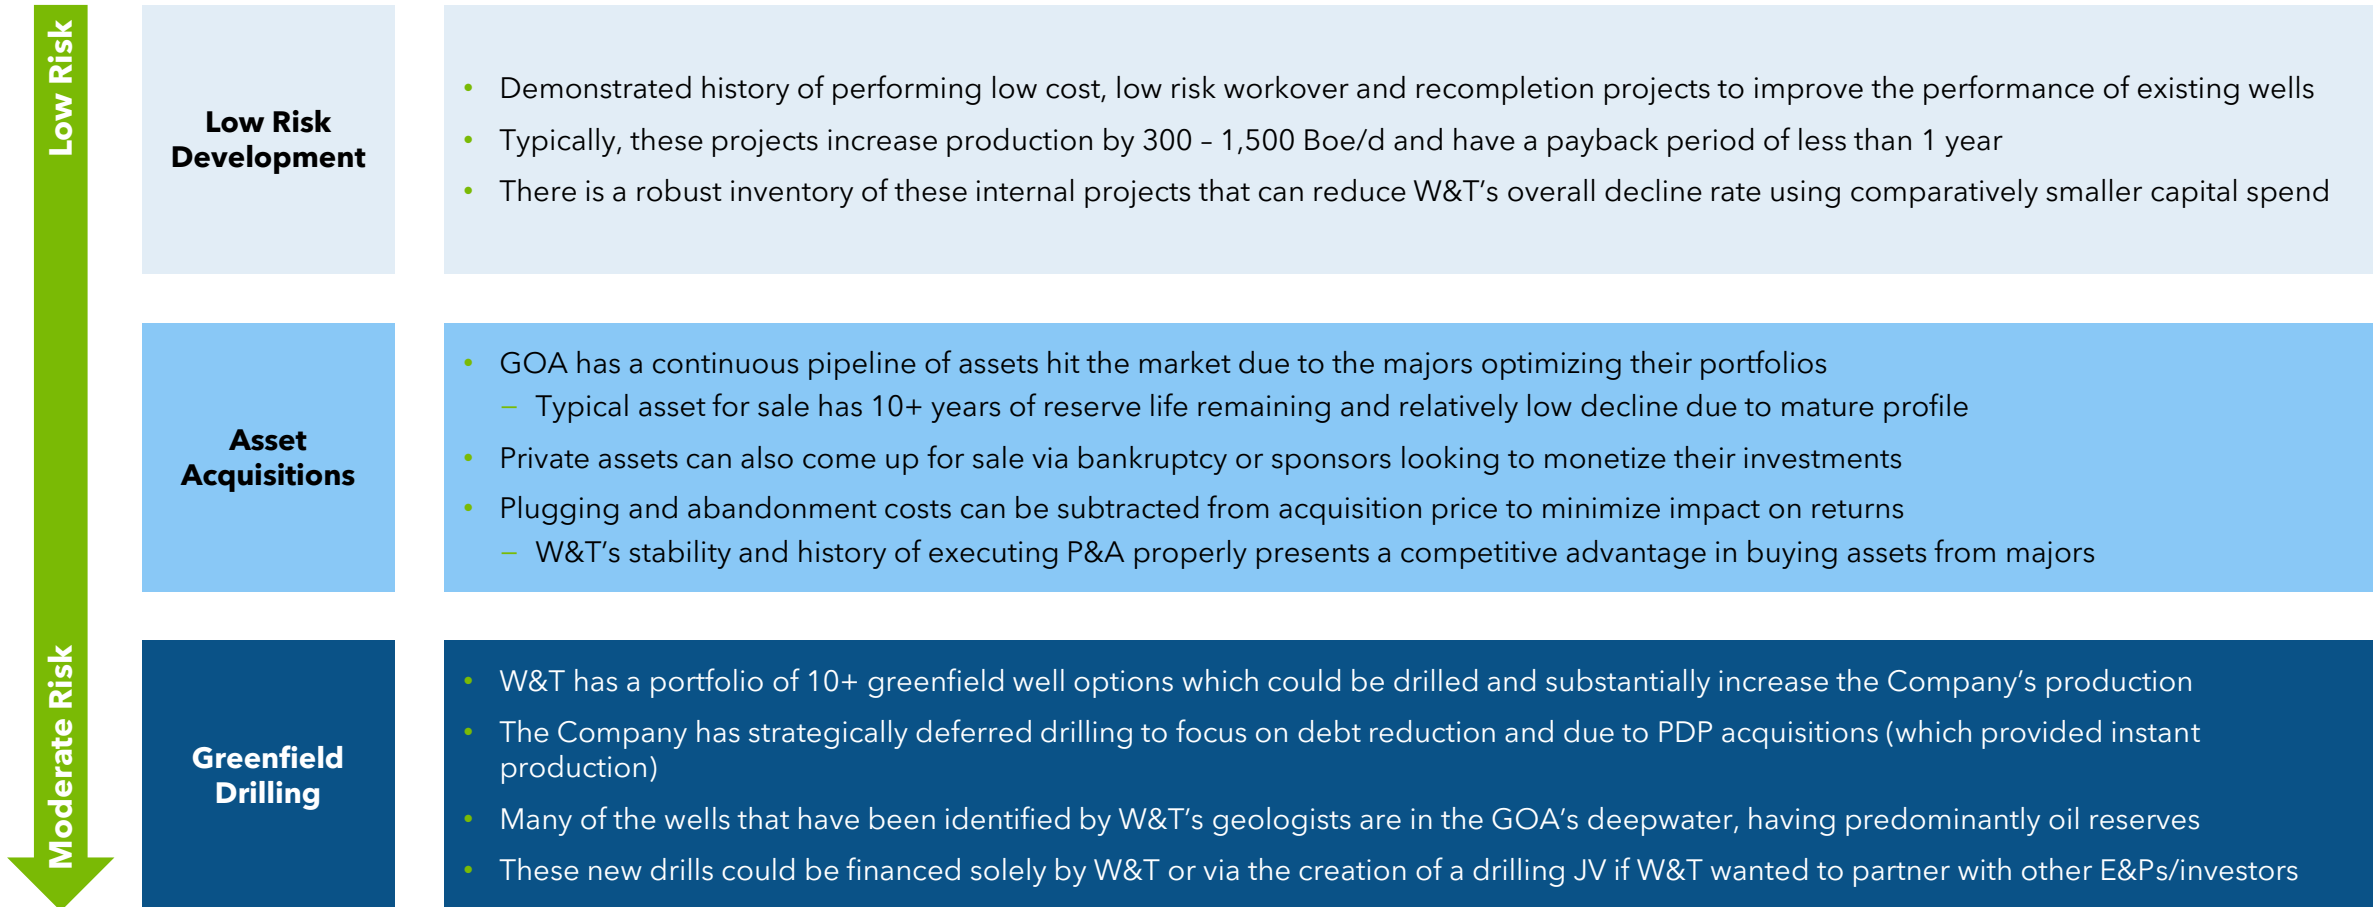 Low Risk
Low Risk
Development
• Demonstrated history of performing low cost, low risk workover and recompletion projects to improve the performance of existing wells
• Typically, these projects increase production by 300 – 1,500 Boe/d and have a payback period of less than 1 year
• There is a robust inventory of these internal projects that can reduce W&T’s overall decline rate using comparatively smaller capital spend
Asset
Acquisitions
• GOA has a continuous pipeline of assets hit the market due to the majors optimizing their portfolios
– Typical asset for sale has 10+ years of reserve life remaining and relatively low decline due to mature profile
• Private assets can also come up for sale via bankruptcy or sponsors looking to monetize their investments
• Plugging and abandonment costs can be subtracted from acquisition price to minimize impact on returns
– W&T’s stability and history of executing P&A properly presents a competitive advantage in buying assets from majors
Moderate Risk
Greenfield
Drilling
• W&T has a portfolio of 10+ greenfield well options which could be drilled and substantially increase the Company’s production
• The Company has strategically deferred drilling to focus on debt reduction and due to PDP acquisitions (which provided instant
production)
• Many of the wells that have been identified by W&T’s geologists are in the GOA’s deepwater, having predominantly oil reserves
• These new drills could be financed solely by W&T or via the creation of a drilling JV if W&T wanted to partner with other E&Ps/investors